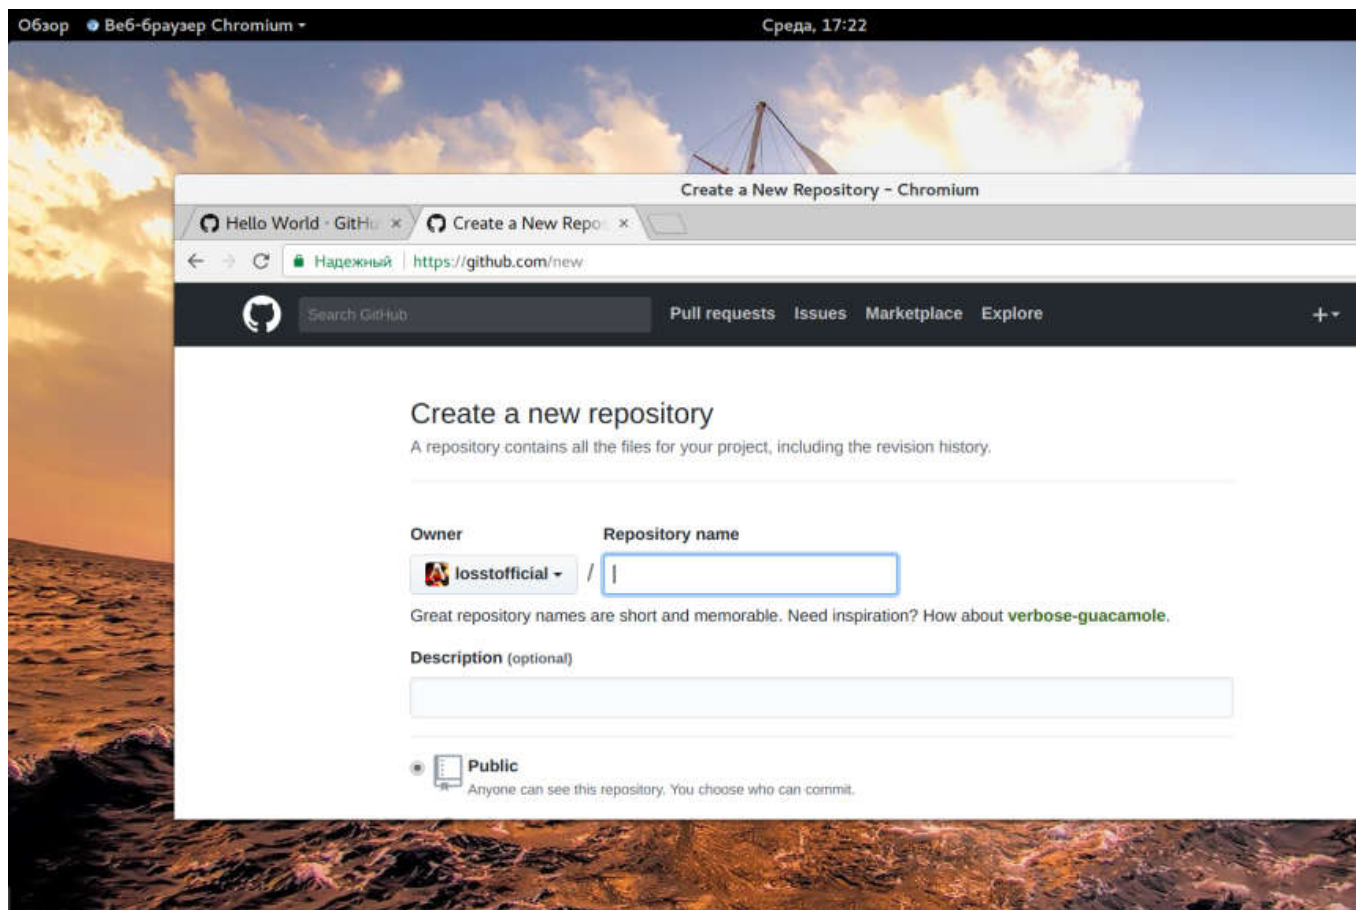 Обзор Веб-браузер Chromium Среда, 17:22
Create a New Repository - Chromium
Hello World · GitHu × Create a New Repos ×
Надежный https://github.com/new
Search GitHub Pull requests Issues Marketplace Explore
Create a new repository
A repository contains all the files for your project, including the revision history.
Owner Repository name
losstofficial /
Great repository names are short and memorable. Need inspiration? How about verbose-guacamole.
Description (optional)
Public
Anyone can see this repository. You choose who can commit.